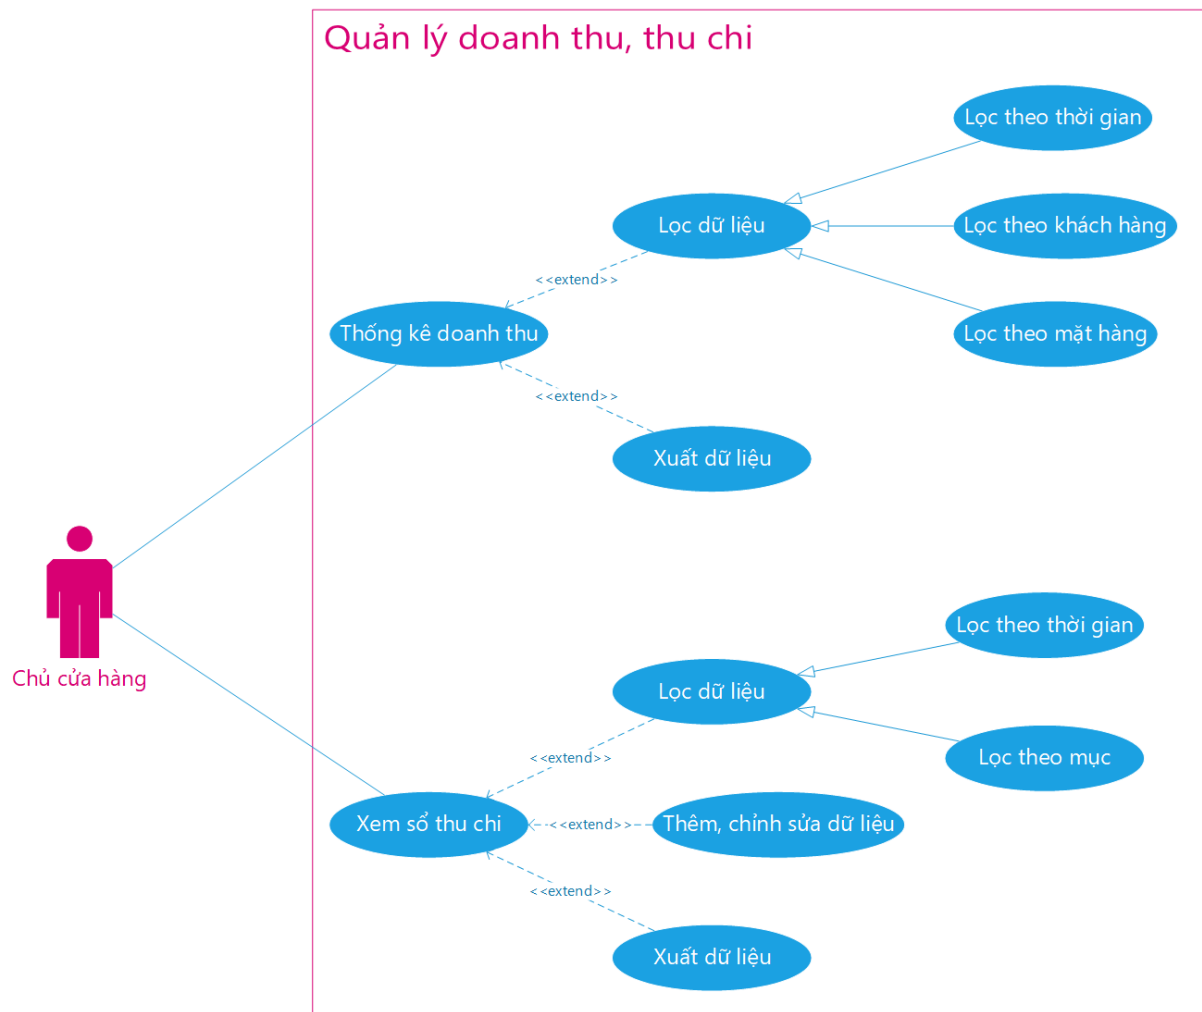 Quản lý doanh thu, thu chi
Lọc theo thời gian
Lọc dữ liệu
Lọc theo khách hàng
<<extend>>
Thống kê doanh thu
Lọc theo mặt hàng
<<extend>>
Xuất dữ liệu
Chủ cửa hàng
Lọc theo thời gian
Lọc dữ liệu
Lọc theo mục
<<extend>>
Xem sổ thu chi
<<extend>>
Thêm, chỉnh sửa dữ liệu
<<extend>>
Xuất dữ liệu